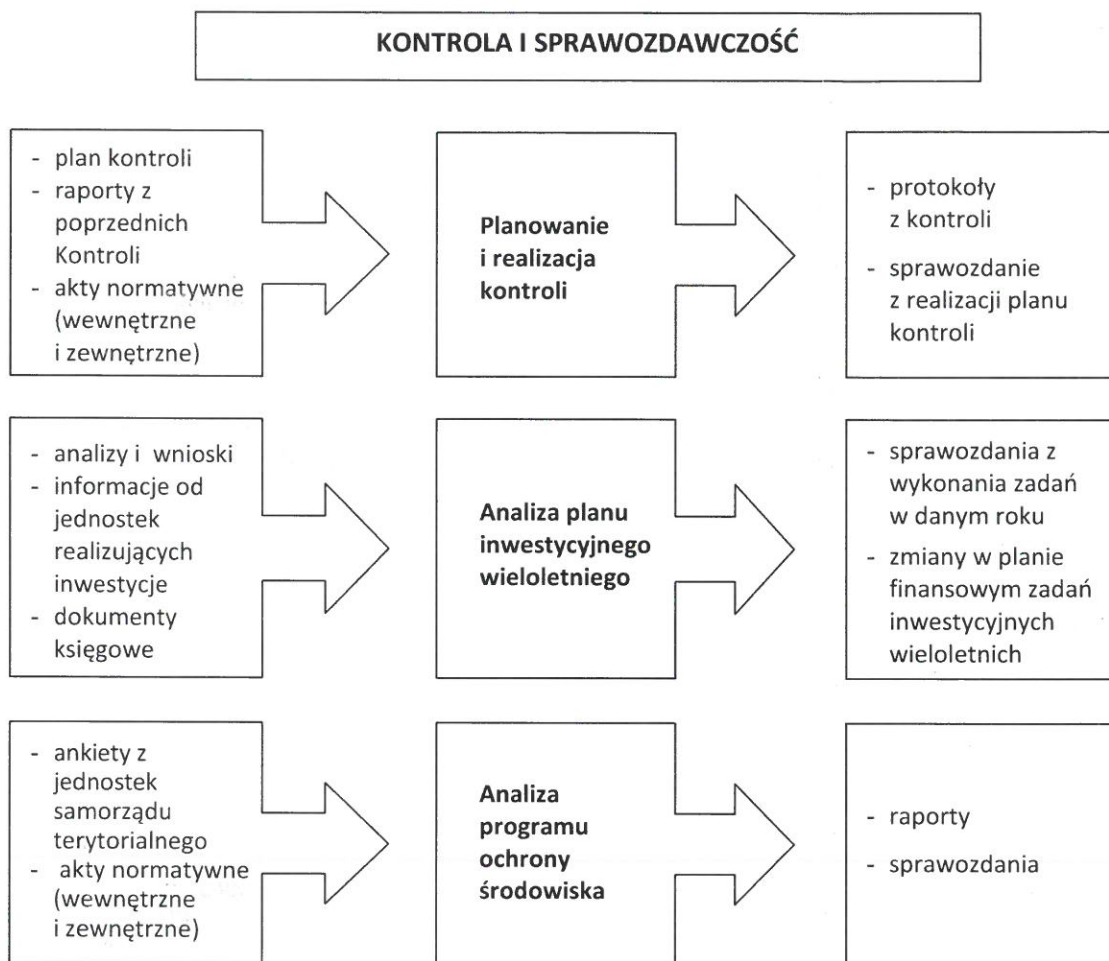 KONTROLA I SPRAWOZDAWCZOŚĆ
- plan kontroli
- raporty z
poprzednich
Kontroli
- akty normatywne
(wewnętrzne
i zewnętrzne)
Planowanie
i realizacja
kontroli
- protokoły
z kontroli
- sprawozdanie
z realizacji planu
kontroli
- analizy i wnioski
- informacje od
jednostek
realizujących
inwestycje
- dokumenty
księgowe
Analiza planu
inwestycyjnego
wieloletniego
- sprawozdania z
wykonania zadań
w danym roku
- zmiany w planie
finansowym zadań
inwestycyjnych
wieloletnich
- ankiety z
jednostek
samorządu
terytorialnego
- akty normatywne
(wewnętrzne
i zewnętrzne)
Analiza
programu
ochrony
środowiska
- raporty
- sprawozdania